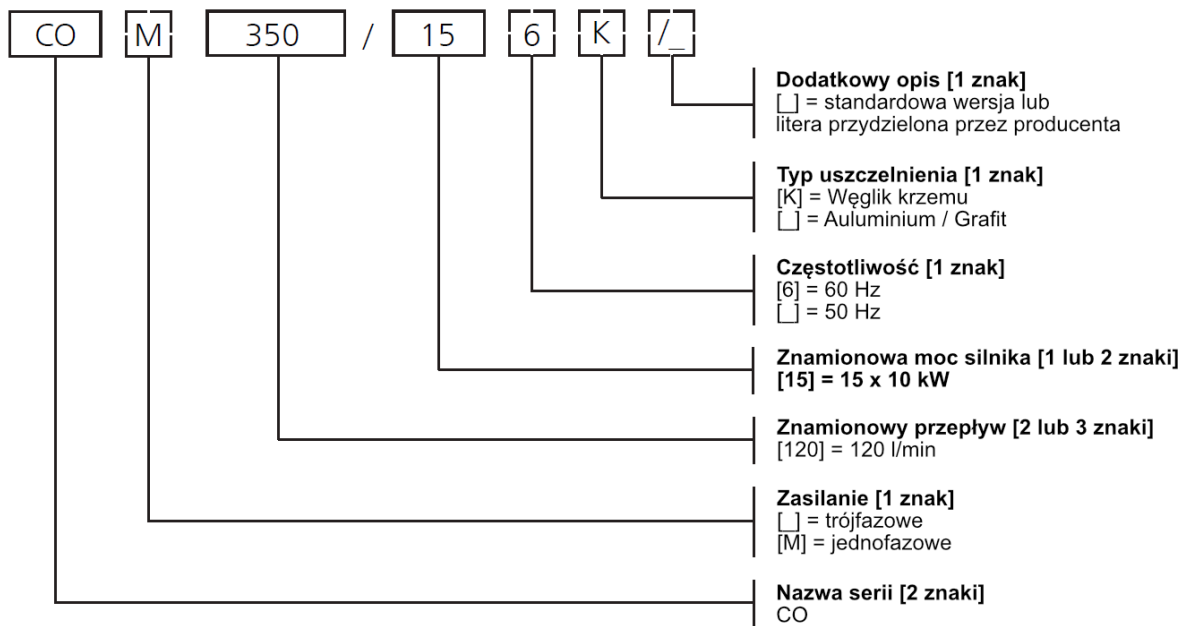 CO M 350 / 15 6 K /_
Dodatkowy opis [1 znak]
[_] = standardowa wersja lub
litera przydzielona przez producenta
Typ uszczelnienia [1 znak]
[K] = Węglik krzemu
[_] = Auluminium / Grafit
Częstotliwość [1 znak]
[6] = 60 Hz
[_] = 50 Hz
Znamionowa moc silnika [1 lub 2 znaki]
[15] = 15 x 10 kW
Znamionowy przepływ [2 lub 3 znaki]
[120] = 120 l/min
Zasilanie [1 znak]
[_] = trójfazowe
[M] = jednofazowe
Nazwa serii [2 znaki]
CO